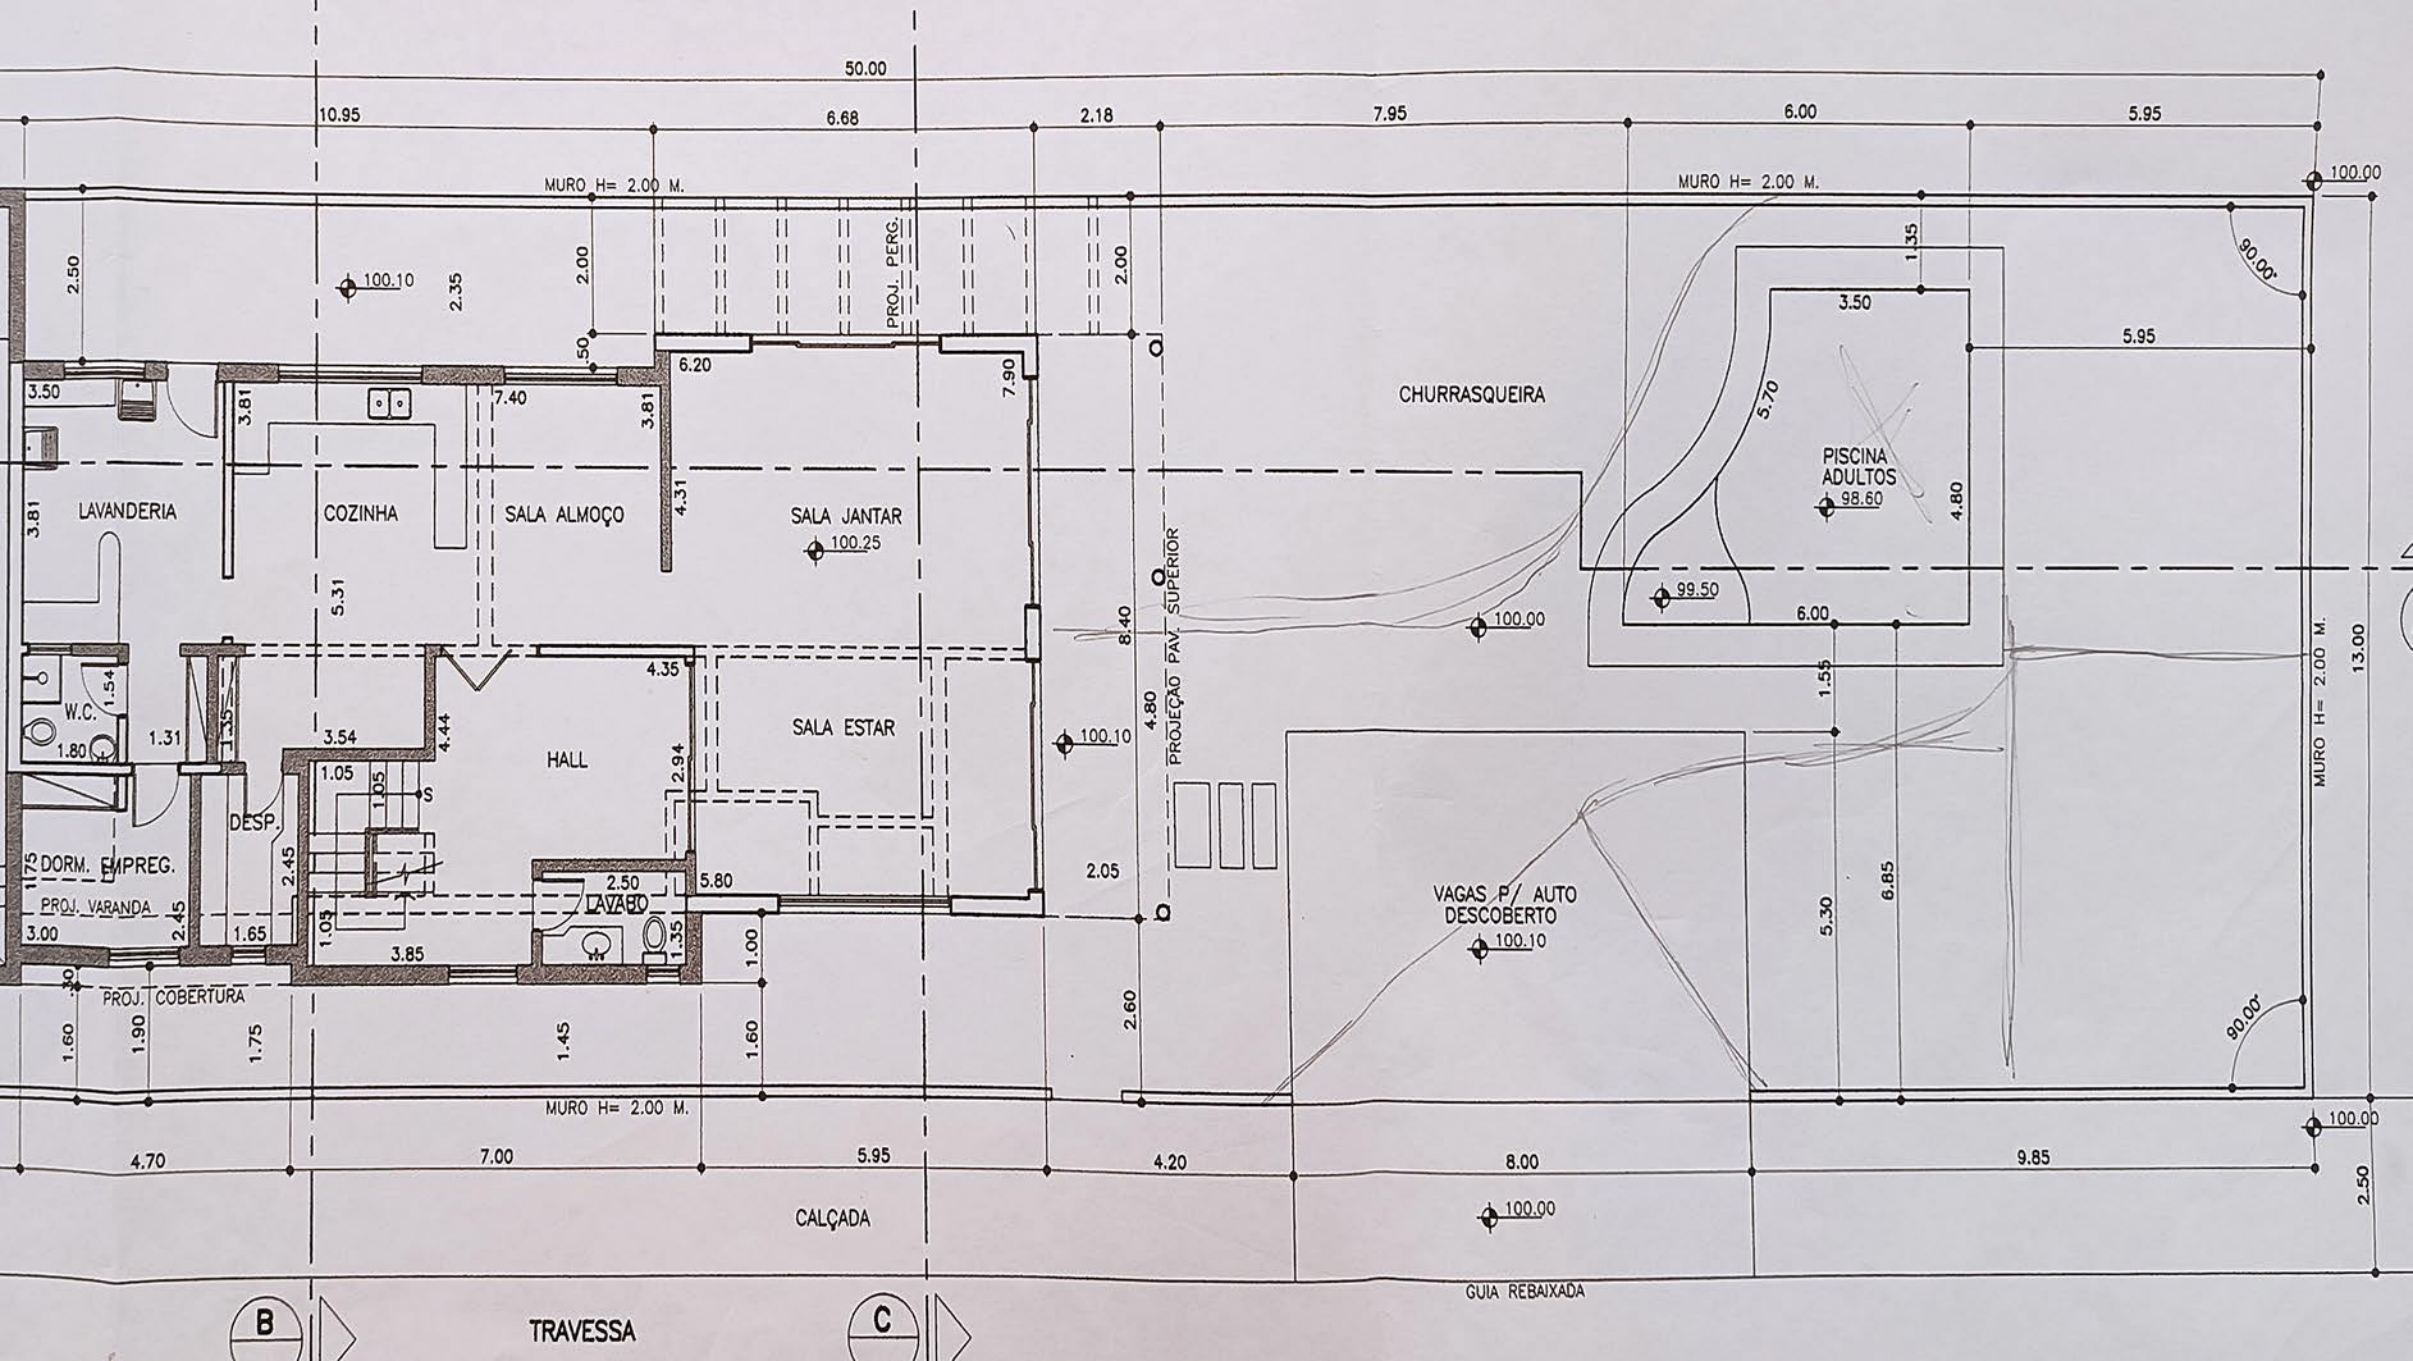 50.00
10.95
6.68
2.18
7.95
6.00
5.95
MURO H= 2.00 M.
MURO H= 2.00 M.
100.00
2.50
100.10
2.35
2.00
PROJ. PERG.
2.00
1.35
90.00°
3.50
.50
6.20
7.90
5.95
3.50
3.81
7.40
3.81
CHURRASQUEIRA
5.70
PISCINA
ADULTOS
98.60
4.80
3.81
LAVANDERIA
COZINHA
SALA ALMOÇO
4.31
SALA JANTAR
100.25
5.31
8.40
PROJEÇÃO PAV. SUPERIOR
100.00
99.50
6.00
13.00
MURO H= 2.00 M.
4.35
1.55
1.54
W.C.
1.80
1.31
1.35
3.54
4.44
HALL
2.94
SALA ESTAR
4.80
100.10
1.05
1.05
S
DESP.
DORM. EMPREG.
1.75
2.45
PROJ. VARANDA
2.45
3.00
1.65
1.05
3.85
2.50
LAVABO
1.35
5.80
2.05
VAGAS P/ AUTO
DESCOBERTO
100.10
5.30
6.85
1.00
.30
PROJ. COBERTURA
1.60
1.90
1.75
1.45
1.60
2.60
90.00°
MURO H= 2.00 M.
100.00
4.70
7.00
5.95
4.20
8.00
9.85
2.50
CALÇADA
100.00
GUIA REBAIXADA
B
TRAVESSA
C